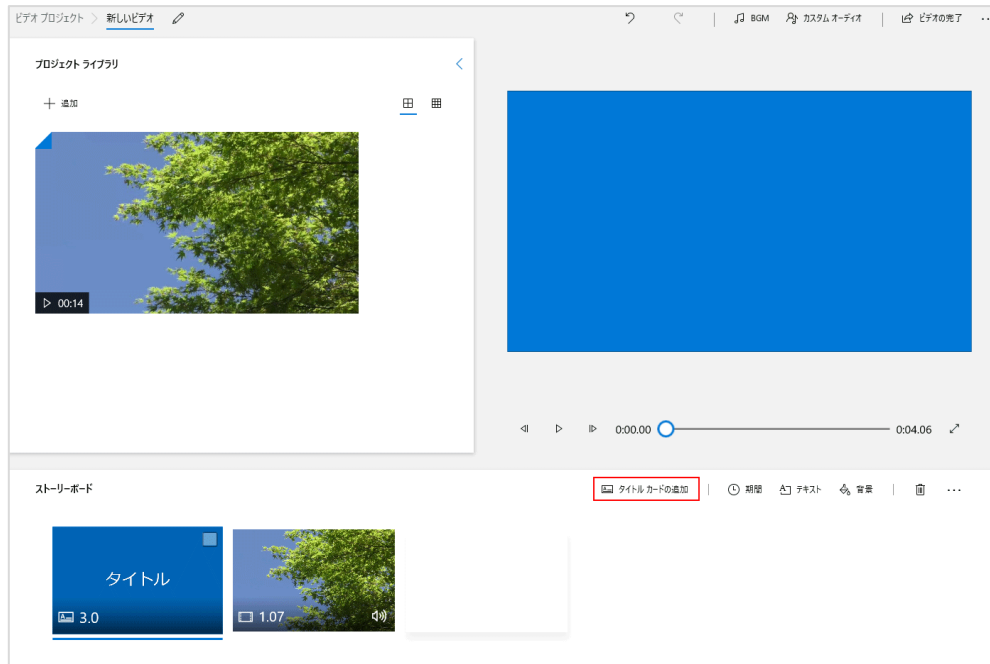 ビデオ プロジェクト > 新しいビデオ
BGM カスタム オーディオ ビデオの完了 ...
プロジェクト ライブラリ
追加
00:14
0:00.00 0:04.06
ストーリーボード
タイトル カードの追加 期間 テキスト 背景 ...
タイトル
3.0
1.07